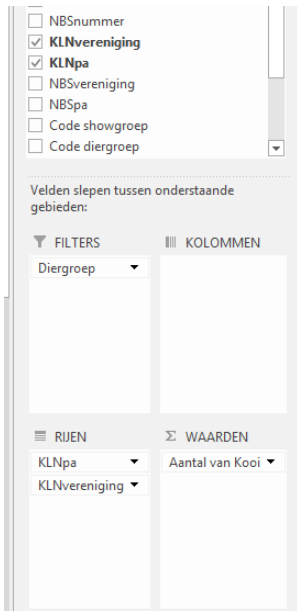 NBSnummer
KLNvereniging
KLNpa
NBSvereniging
NBSpa
Code showgroep
Code diergroep
Velden slepen tussen onderstaande
gebieden:
FILTERS
KOLOMMEN
Diergroep
RIJEN
Σ WAARDEN
KLNpa
Aantal van Kooi
KLNvereniging